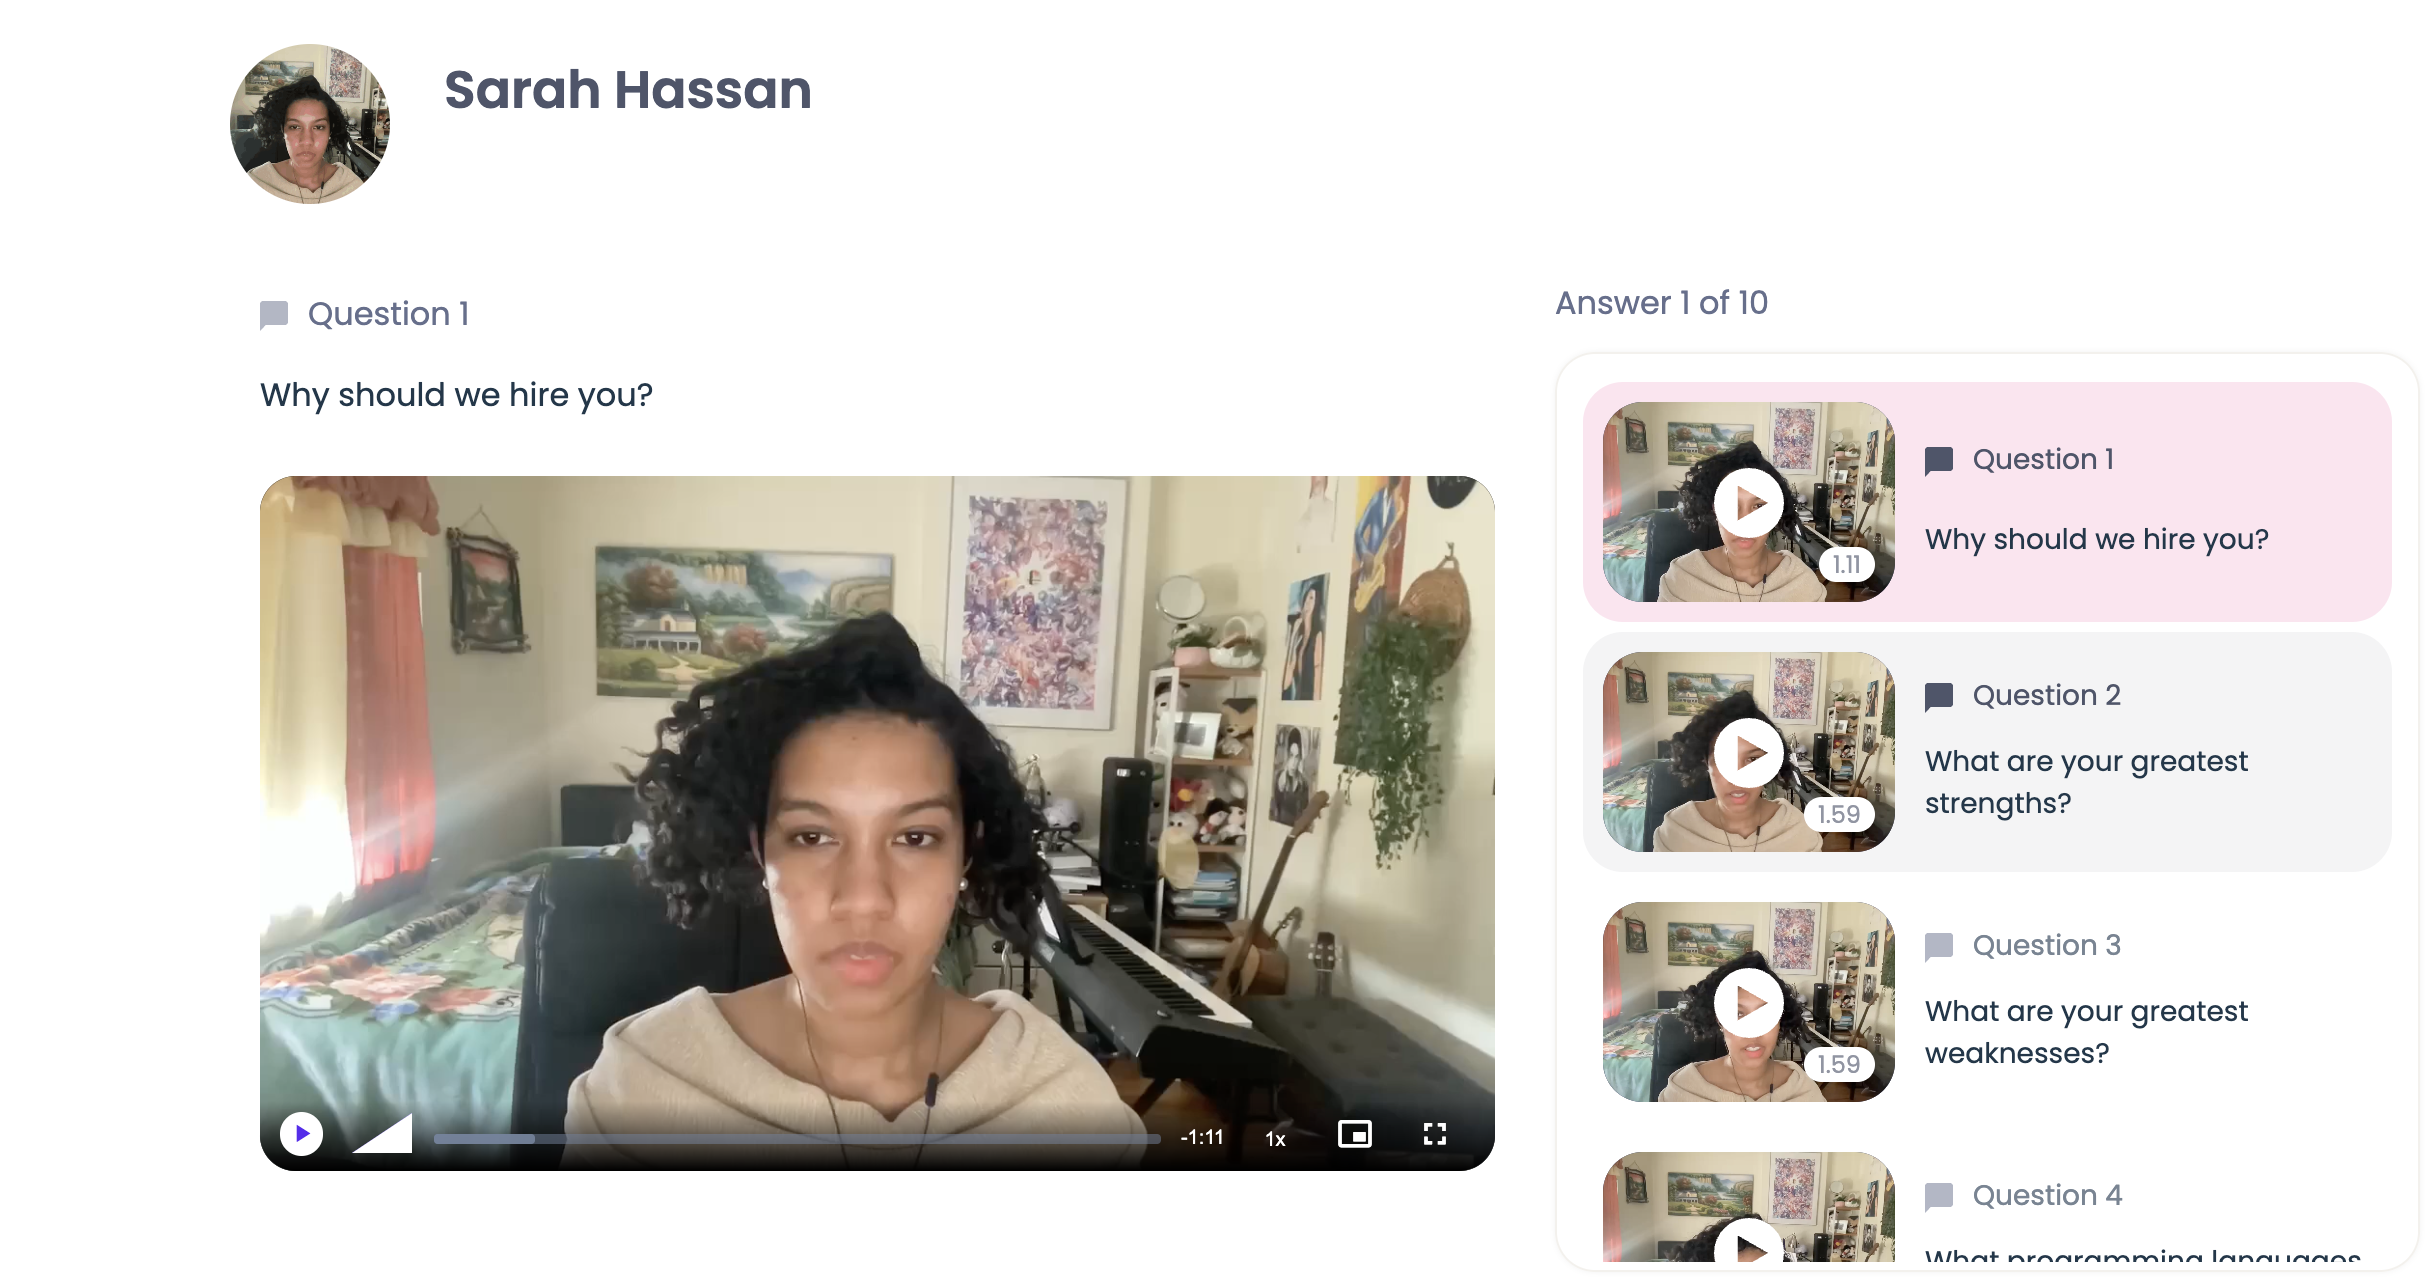 Sarah Hassan
Question 1
Why should we hire you?
-1:11
1x
Answer 1 of 10
1.11
Question 1
Why should we hire you?
1.59
Question 2
What are your greatest
strengths?
1.59
Question 3
What are your greatest
weaknesses?
Question 4
What programming languages